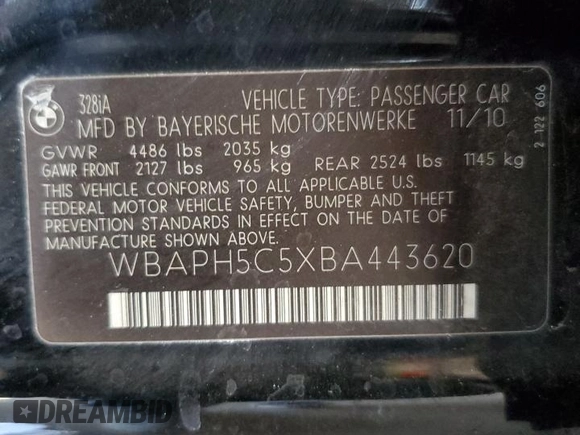 328iA
VEHICLE TYPE: PASSENGER CAR
MFD BY BAYERISCHE MOTORENWERKE 11/10
GVWR 4486 lbs 2035 kg
GAWR FRONT 2127 lbs 965 kg REAR 2524 lbs 1145 kg
THIS VEHICLE CONFORMS TO ALL APPLICABLE U.S.
FEDERAL MOTOR VEHICLE SAFETY, BUMPER AND THEFT
PREVENTION STANDARDS IN EFFECT ON THE DATE OF
MANUFACTURE SHOWN ABOVE.
WBAPH5C5XBA443620
2 122 606
DREAMBID